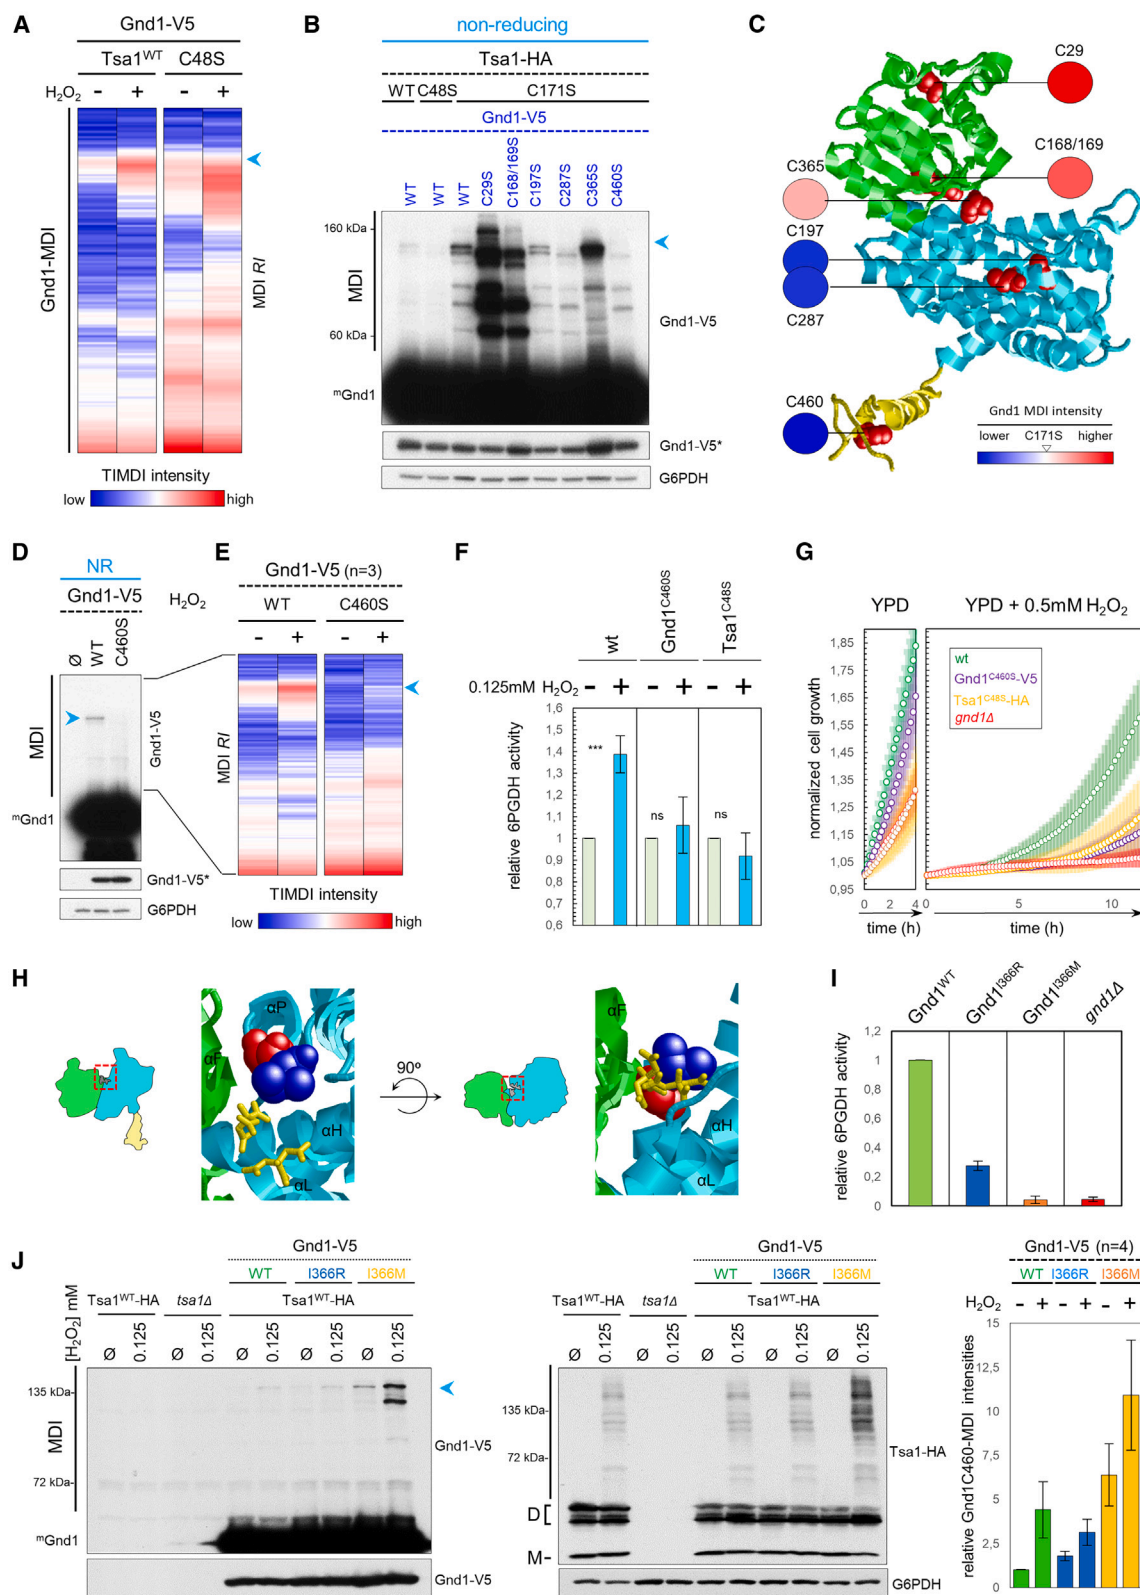 A
Gnd1-V5
Tsa1WT C48S
H2O2 - + - +
Gnd1-MDI
MDI RI
TIMDI intensity
low high
B
non-reducing
Tsa1-HA
WT C48S C171S
Gnd1-V5
WT WT WT C29S C168/169S C197S C287S C365S C460S
160 kDa
MDI
60 kDa
mGnd1
Gnd1-V5
Gnd1-V5*
G6PDH
C
C29
C168/169
C365
C197
C287
C460
Gnd1 MDI intensity
lower C171S higher
D
NR
Gnd1-V5
Ø WT C460S
MDI
Gnd1-V5
mGnd1
Gnd1-V5*
G6PDH
E
Gnd1-V5 (n=3)
H2O2 WT C460S
- + - +
MDI RI
TIMDI intensity
low high
F
wt Gnd1C460S Tsa1C48S
0.125mM H2O2 - + - + - +
relative 6PGDH activity
1,6
1,5
1,4
1,3
1,2
1,1
1
0,9
0,8
0,7
0,6
*** ns ns
G
YPD YPD + 0.5mM H2O2
normalized cell growth
1,85
1,75
1,65
1,55
1,45
1,35
1,25
1,15
1,05
0,95
wt
Gnd1C460S-V5
Tsa1C48S-HA
gnd1Δ
0 2 4 0 5 10
time (h) time (h)
H
αP
αF
αH
αL
90º
αF
αH
αL
I
Gnd1WT Gnd1I366R Gnd1I366M gnd1Δ
relative 6PGDH activity
1,2
1
0,8
0,6
0,4
0,2
0
J
Gnd1-V5
WT I366R I366M
Tsa1WT-HA tsa1Δ Tsa1WT-HA
[H2O2] mM
Ø 0.125 Ø 0.125 Ø 0.125 Ø 0.125 Ø 0.125
135 kDa-
MDI
72 kDa-
mGnd1
Gnd1-V5
Gnd1-V5
Gnd1-V5
WT I366R I366M
Tsa1WT-HA tsa1Δ Tsa1WT-HA
Ø 0.125 Ø 0.125 Ø 0.125 Ø 0.125 Ø 0.125
135 kDa-
72 kDa-
D
M-
Tsa1-HA
G6PDH
Gnd1-V5 (n=4)
WT I366R I366M
H2O2 - + - + - +
relative Gnd1C460-MDI intensities
15
12,5
10
7,5
5
2,5
0